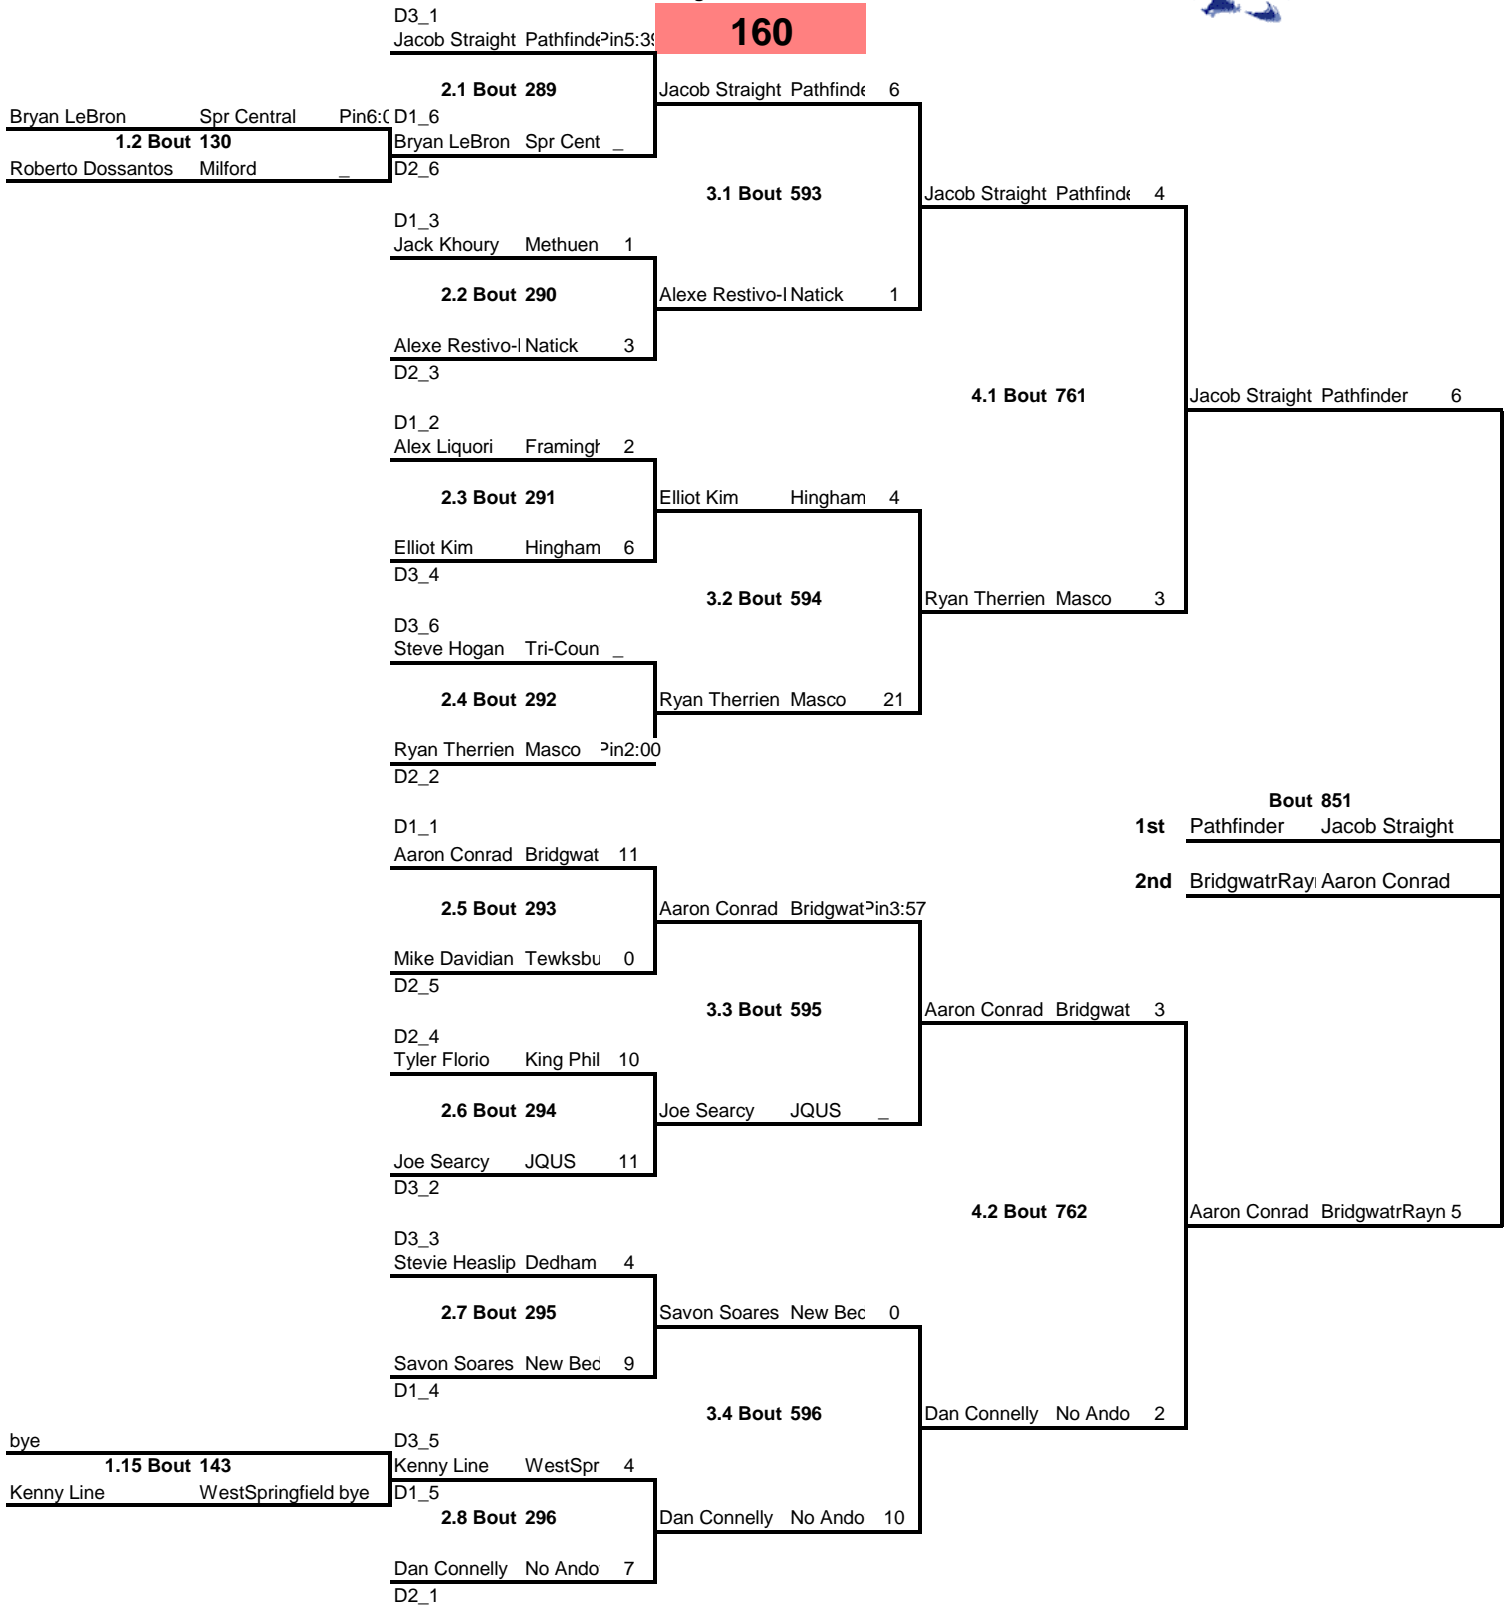 D3_1
160
Jacob Straight Pathfinde Pin5:39
2.1 Bout 289
Jacob Straight Pathfinde 6
Bryan LeBron Spr Central Pin6:0 D1_6
1.2 Bout 130
Bryan LeBron Spr Cent _
Roberto Dossantos Milford _ D2_6
3.1 Bout 593
Jacob Straight Pathfinde 4
D1_3
Jack Khoury Methuen 1
2.2 Bout 290
Alexe Restivo- Natick 1
Alexe Restivo- Natick 3
D2_3
4.1 Bout 761
Jacob Straight Pathfinder 6
D1_2
Alex Liquori Framingh 2
2.3 Bout 291
Elliot Kim Hingham 4
Elliot Kim Hingham 6
D3_4
3.2 Bout 594
Ryan Therrien Masco 3
D3_6
Steve Hogan Tri-Coun _
2.4 Bout 292
Ryan Therrien Masco 21
Ryan Therrien Masco Pin2:00
D2_2
Bout 851
D1_1
1st Pathfinder Jacob Straight
Aaron Conrad Bridgwat 11
2nd BridgwatrRay Aaron Conrad
2.5 Bout 293
Aaron Conrad Bridgwat Pin3:57
Mike Davidian Tewksbu 0
D2_5
3.3 Bout 595
Aaron Conrad Bridgwat 3
D2_4
Tyler Florio King Phil 10
2.6 Bout 294
Joe Searcy JQUS _
Joe Searcy JQUS 11
D3_2
4.2 Bout 762
Aaron Conrad BridgwatrRayn 5
D3_3
Stevie Heaslip Dedham 4
2.7 Bout 295
Savon Soares New Bed 0
Savon Soares New Bed 9
D1_4
3.4 Bout 596
Dan Connelly No Ando 2
bye
D3_5
1.15 Bout 143
Kenny Line WestSpr 4
Kenny Line WestSpringfield bye D1_5
2.8 Bout 296
Dan Connelly No Ando 10
Dan Connelly No Ando 7
D2_1